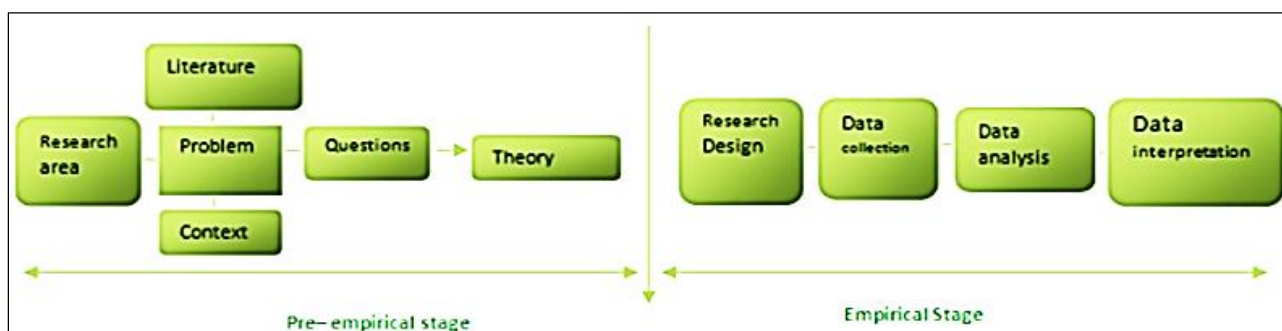 Literature
Research
area
Problem
Questions
Theory
Context
Pre-empirical stage
Research
Design
Data
collection
Data
analysis
Data
interpretation
Empirical Stage